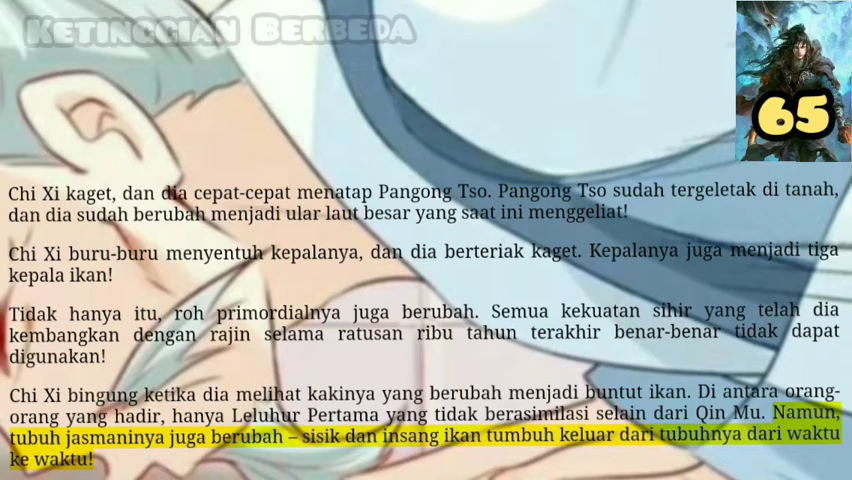 Ketinggian Berbeda
65
Chi Xi kaget, dan dia cepat-cepat menatap Pangong Tso. Pangong Tso sudah tergeletak di tanah,
dan dia sudah berubah menjadi ular laut besar yang saat ini menggeliat!
Chi Xi buru-buru menyentuh kepalanya, dan dia berteriak kaget. Kepalanya juga menjadi tiga
kepala ikan!
Tidak hanya itu, roh primordialnya juga berubah. Semua kekuatan sihir yang telah dia
kembangkan dengan rajin selama ratusan ribu tahun terakhir benar-benar tidak dapat
digunakan!
Chi Xi bingung ketika dia melihat kakinya yang berubah menjadi buntut ikan. Di antara orang-
orang yang hadir, hanya Leluhur Pertama yang tidak berasimilasi selain dari Qin Mu. Namun,
tubuh jasmaninya juga berubah – sisik dan insang ikan tumbuh keluar dari tubuhnya dari waktu
ke waktu!